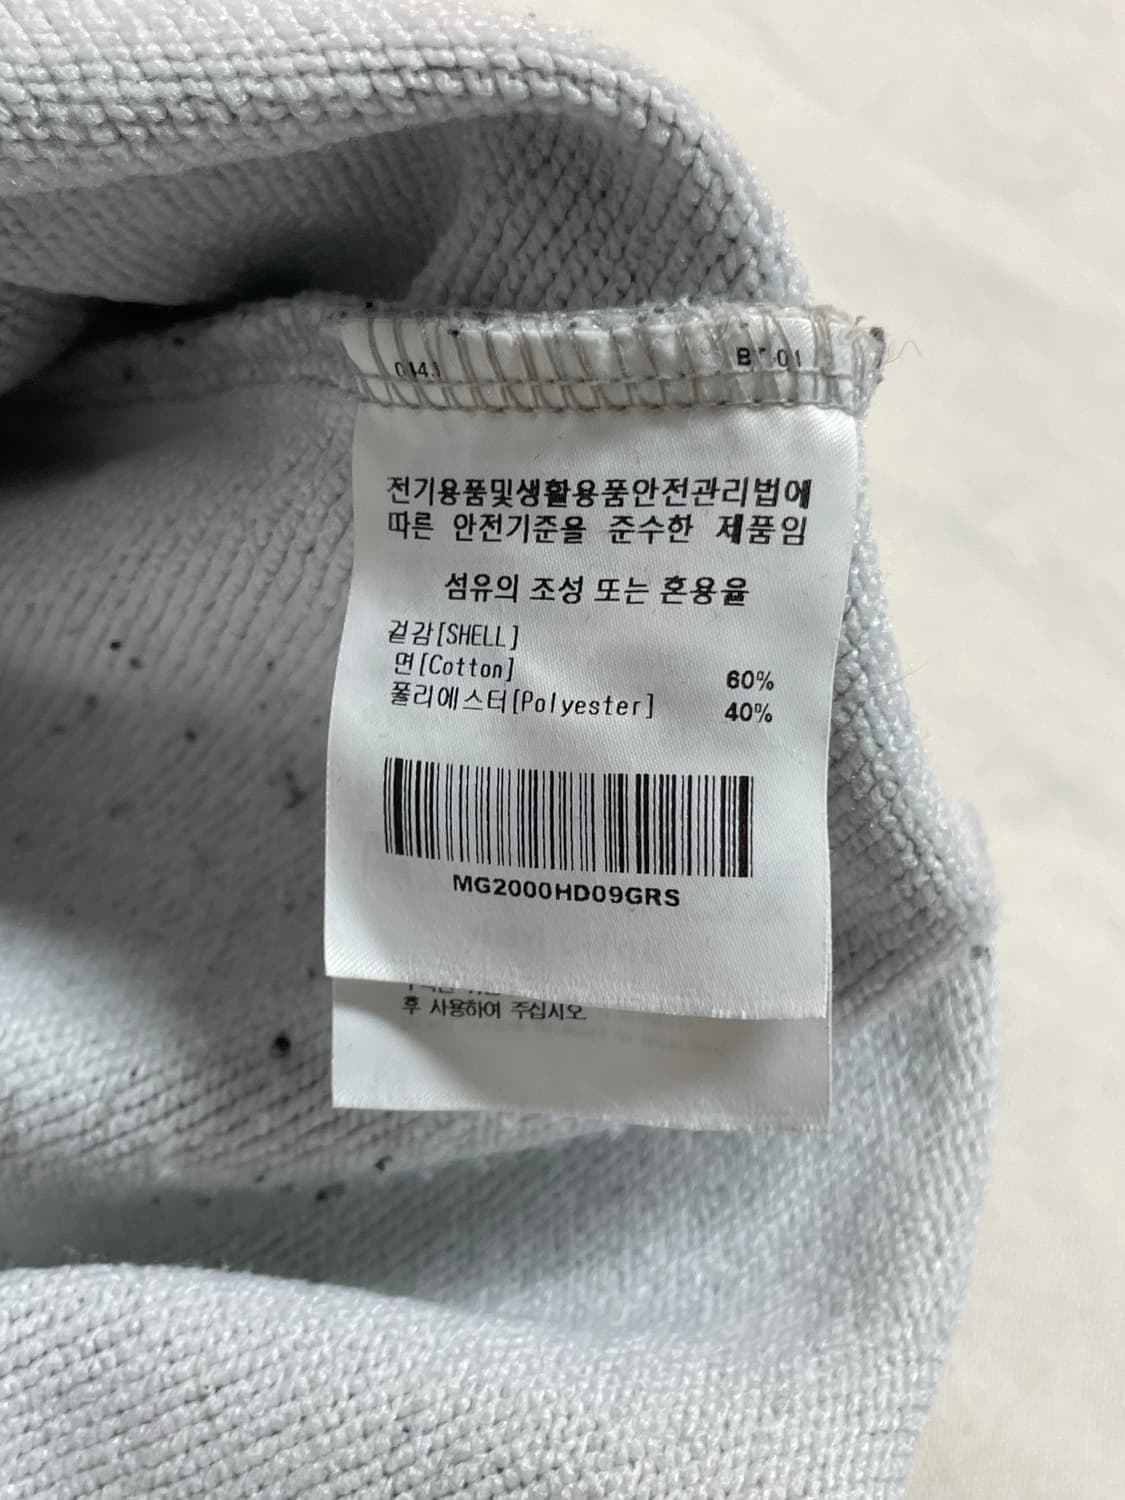 전기용품및생활용품안전관리법에
따른 안전기준을 준수한 제품임
섬유의 조성 또는 혼용율
겉감[SHELL]
면[Cotton] 60%
폴리에스터[Polyester] 40%
MG2000HD09GRS
후 사용하여 주십시오.